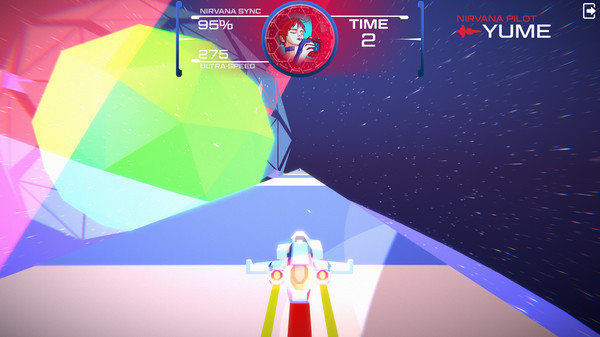 NIRVANA SYNC
95%
275
ULTRA SPEED
TIME
2
NIRVANA PILOT
YUME